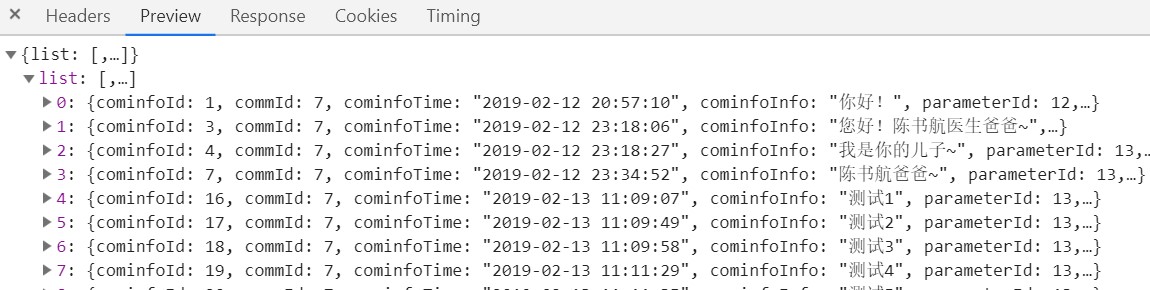 × Headers Preview Response Cookies Timing
▼{list: [,…]}
▼list: [,…]
▶0: {cominfoId: 1, commId: 7, cominfoTime: "2019-02-12 20:57:10", cominfoInfo: "你好！", parameterId: 12,…}
▶1: {cominfoId: 3, commId: 7, cominfoTime: "2019-02-12 23:18:06", cominfoInfo: "您好！陈书航医生爸爸~",…}
▶2: {cominfoId: 4, commId: 7, cominfoTime: "2019-02-12 23:18:27", cominfoInfo: "我是你的儿子~", parameterId: 13,…
▶3: {cominfoId: 7, commId: 7, cominfoTime: "2019-02-12 23:34:52", cominfoInfo: "陈书航爸爸~", parameterId: 13,…}
▶4: {cominfoId: 16, commId: 7, cominfoTime: "2019-02-13 11:09:07", cominfoInfo: "测试1", parameterId: 13,…}
▶5: {cominfoId: 17, commId: 7, cominfoTime: "2019-02-13 11:09:49", cominfoInfo: "测试2", parameterId: 13,…}
▶6: {cominfoId: 18, commId: 7, cominfoTime: "2019-02-13 11:09:58", cominfoInfo: "测试3", parameterId: 13,…}
▶7: {cominfoId: 19, commId: 7, cominfoTime: "2019-02-13 11:11:29", cominfoInfo: "测试4", parameterId: 13,…}